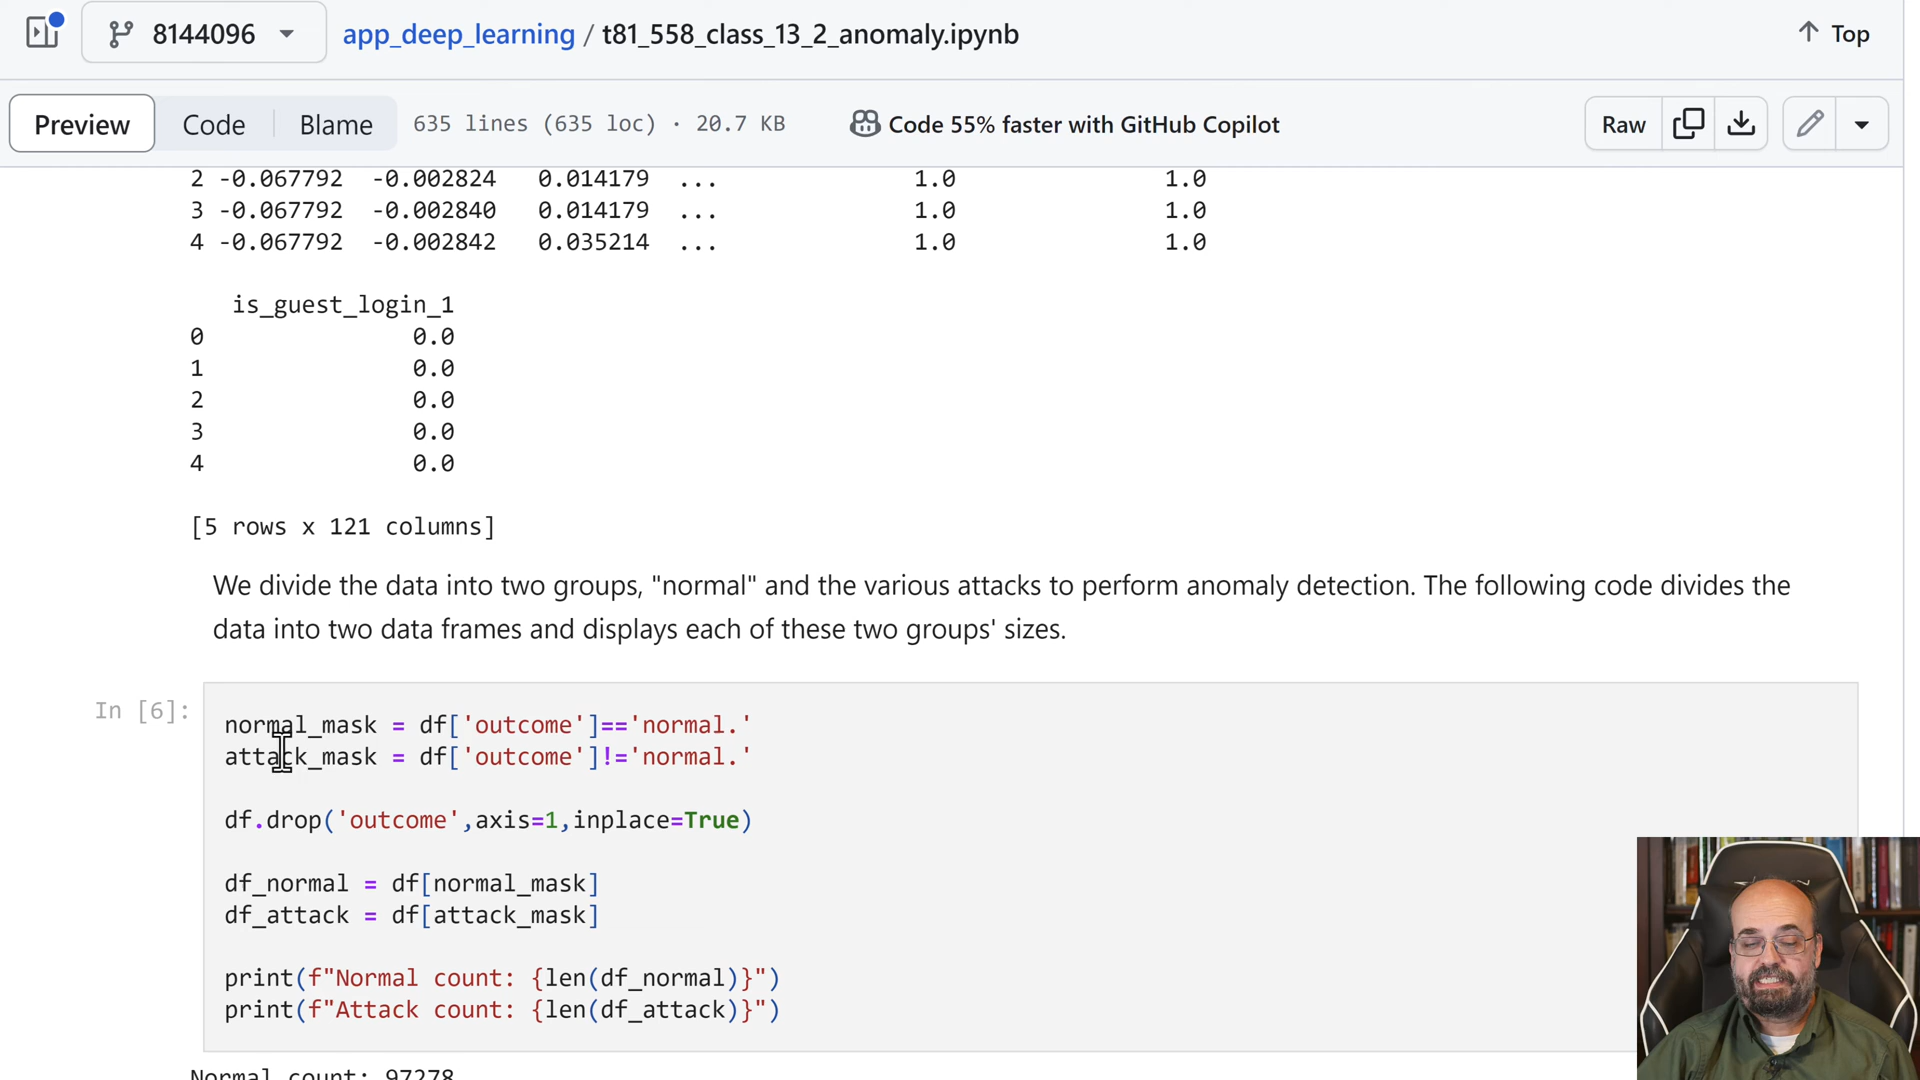 8144096 app_deep_learning / t81_558_class_13_2_anomaly.ipynb Top
Preview Code Blame 635 lines (635 loc) · 20.7 KB Code 55% faster with GitHub Copilot Raw
2 -0.067792 -0.002824 0.014179 ... 1.0 1.0
3 -0.067792 -0.002840 0.014179 ... 1.0 1.0
4 -0.067792 -0.002842 0.035214 ... 1.0 1.0
is_guest_login_1
0 0.0
1 0.0
2 0.0
3 0.0
4 0.0
[5 rows x 121 columns]
We divide the data into two groups, "normal" and the various attacks to perform anomaly detection. The following code divides the
data into two data frames and displays each of these two groups' sizes.
In [6]:
normal_mask = df['outcome']=='normal.'
attack_mask = df['outcome']!='normal.'
df.drop('outcome',axis=1,inplace=True)
df_normal = df[normal_mask]
df_attack = df[attack_mask]
print(f"Normal count: {len(df_normal)}")
print(f"Attack count: {len(df_attack)}")
Normal count: 97278